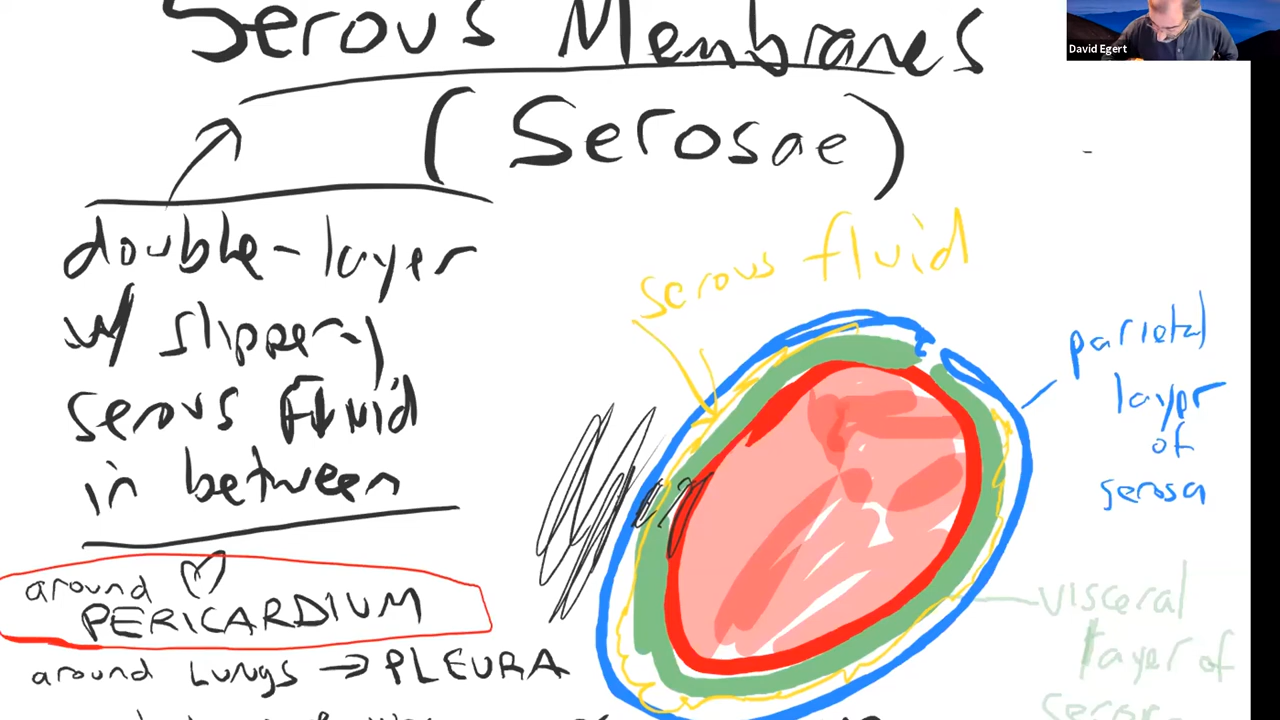 Serous Membranes
(Serosae)
David Egert
double-layer
w/ slippery
serous fluid
in between
around
PERICARDIUM
around Lungs → PLEURA
serous fluid
parietal
layer
of
serosa
visceral
layer of